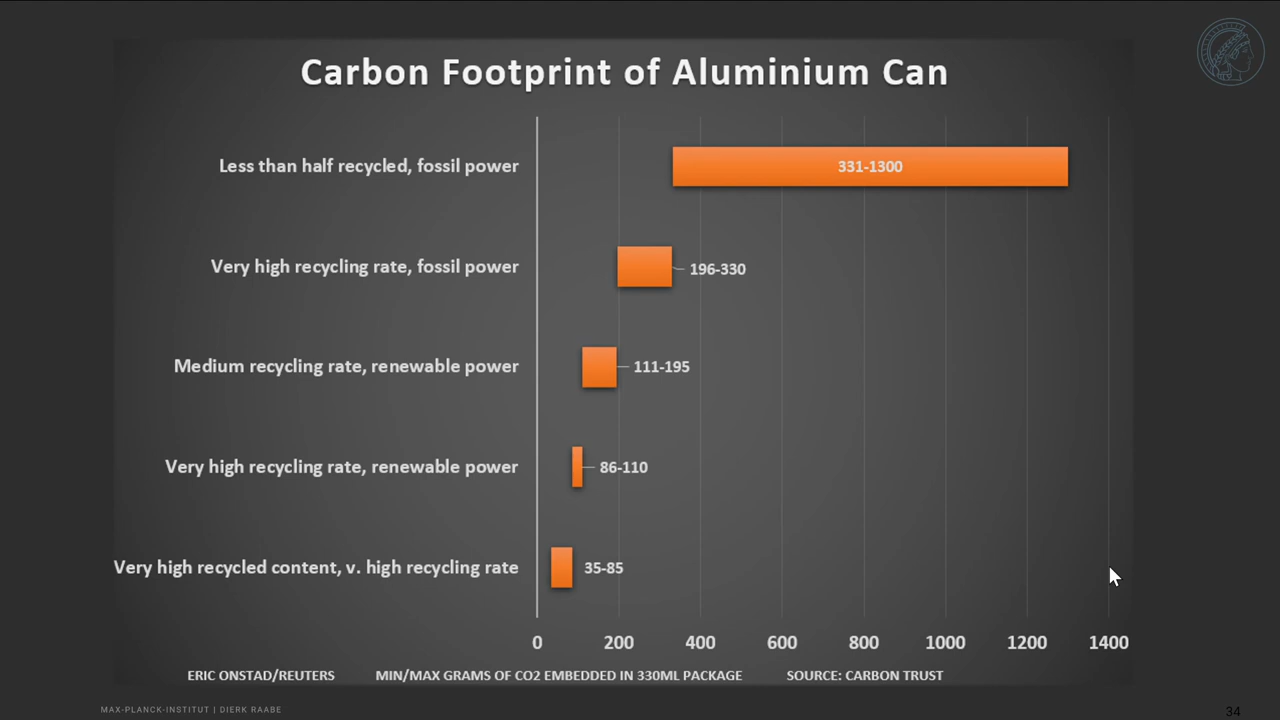 Carbon Footprint of Aluminium Can
Less than half recycled, fossil power
331-1300
Very high recycling rate, fossil power
196-330
Medium recycling rate, renewable power
111-195
Very high recycling rate, renewable power
86-110
Very high recycled content, v. high recycling rate
35-85
0 200 400 600 800 1000 1200 1400
ERIC ONSTAD/REUTERS MIN/MAX GRAMS OF CO2 EMBEDDED IN 330ML PACKAGE SOURCE: CARBON TRUST
MAX-PLANCK-INSTITUT | DIERK RAABE
34